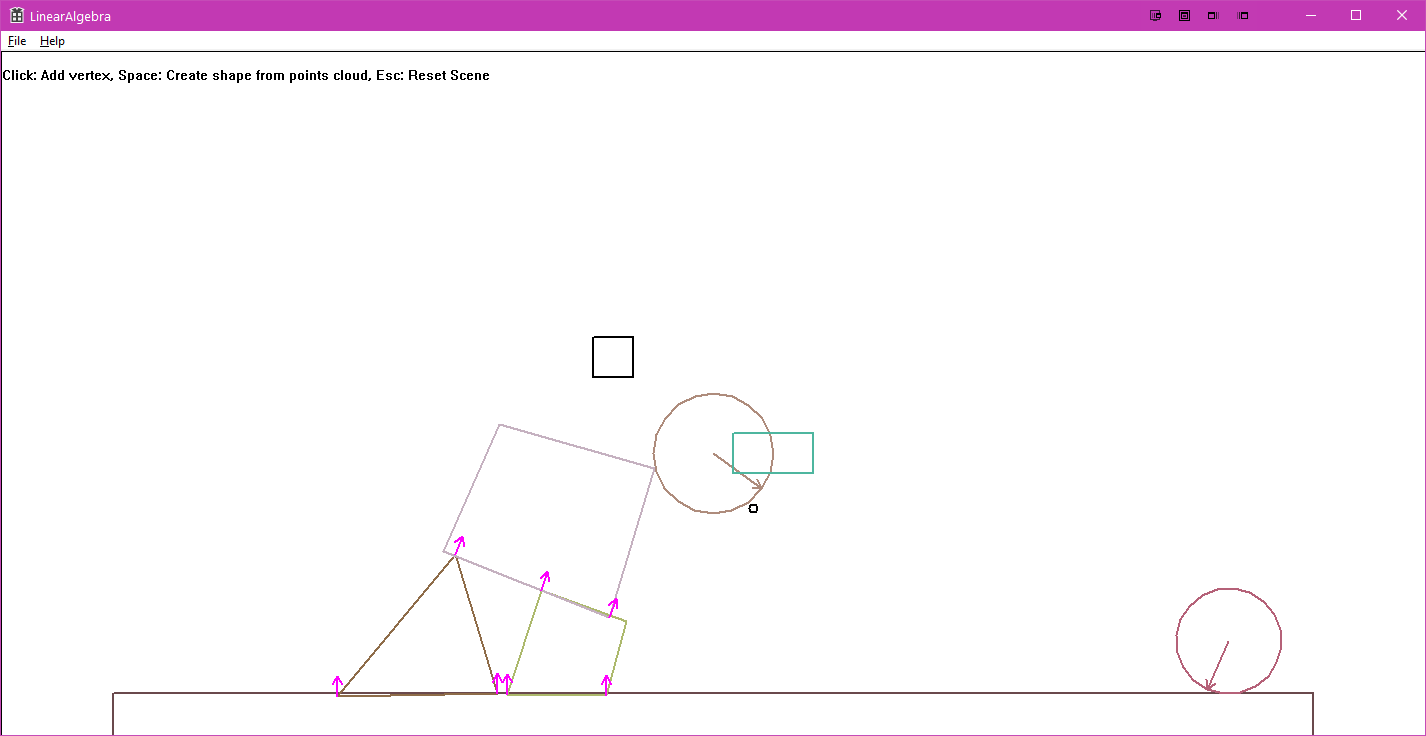 LinearAlgebra
File Help
Click: Add vertex, Space: Create shape from points cloud, Esc: Reset Scene